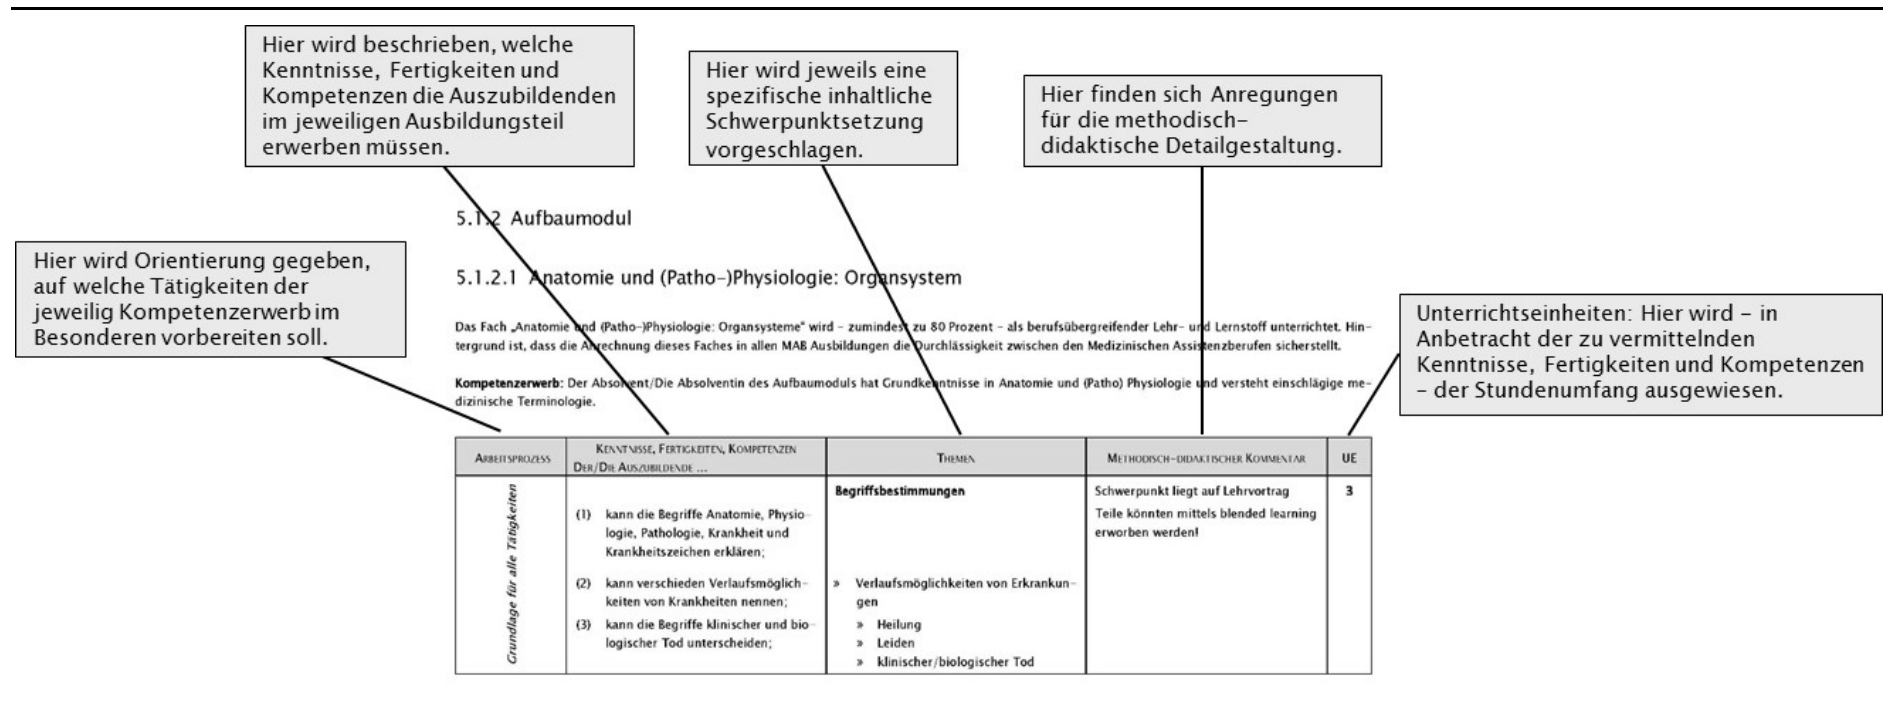 Hier wird beschrieben, welche
Kenntnisse, Fertigkeiten und
Kompetenzen die Auszubildenden
im jeweiligen Ausbildungsteil
erwerben müssen.
Hier wird jeweils eine
spezifische inhaltliche
Schwerpunktsetzung
vorgeschlagen.
Hier finden sich Anregungen
für die methodisch-
didaktische Detailgestaltung.
5.1.2 Aufbaumodul
Hier wird Orientierung gegeben,
auf welche Tätigkeiten der
jeweilig Kompetenzerwerb im
Besonderen vorbereiten soll.
5.1.2.1 Anatomie und (Patho-)Physiologie: Organsystem
Unterrichtseinheiten: Hier wird – in
Anbetracht der zu vermittelnden
Kenntnisse, Fertigkeiten und Kompetenzen
– der Stundenumfang ausgewiesen.
Das Fach „Anatomie und (Patho-)Physiologie: Organsysteme" wird – zumindest zu 80 Prozent – als berufsübergreifender Lehr- und Lernstoff unterrichtet. Hin-
tergrund ist, dass die Anrechnung dieses Faches in allen MAB Ausbildungen die Durchlässigkeit zwischen den Medizinischen Assistenzberufen sicherstellt.
Kompetenzerwerb: Der Absolvent/Die Absolventin des Aufbaumoduls hat Grundkenntnisse in Anatomie und (Patho) Physiologie und versteht einschlägige me-
dizinische Terminologie.
ARBEITSPROZESS
KENNTNISSE, FERTIGKEITEN, KOMPETENZEN
DER/DIE AUSZUBILDENDE ...
THEMEN
METHODISCH-DIDAKTISCHER KOMMENTAR
UE
Grundlage für alle Tätigkeiten
(1) kann die Begriffe Anatomie, Physio-
logie, Pathologie, Krankheit und
Krankheitszeichen erklären;
(2) kann verschieden Verlaufsmöglich-
keiten von Krankheiten nennen;
(3) kann die Begriffe klinischer und bio-
logischer Tod unterscheiden;
Begriffsbestimmungen
» Verlaufsmöglichkeiten von Erkrankun-
gen
» Heilung
» Leiden
» klinischer/biologischer Tod
Schwerpunkt liegt auf Lehrvortrag
Teile könnten mittels blended learning
erworben werden!
3